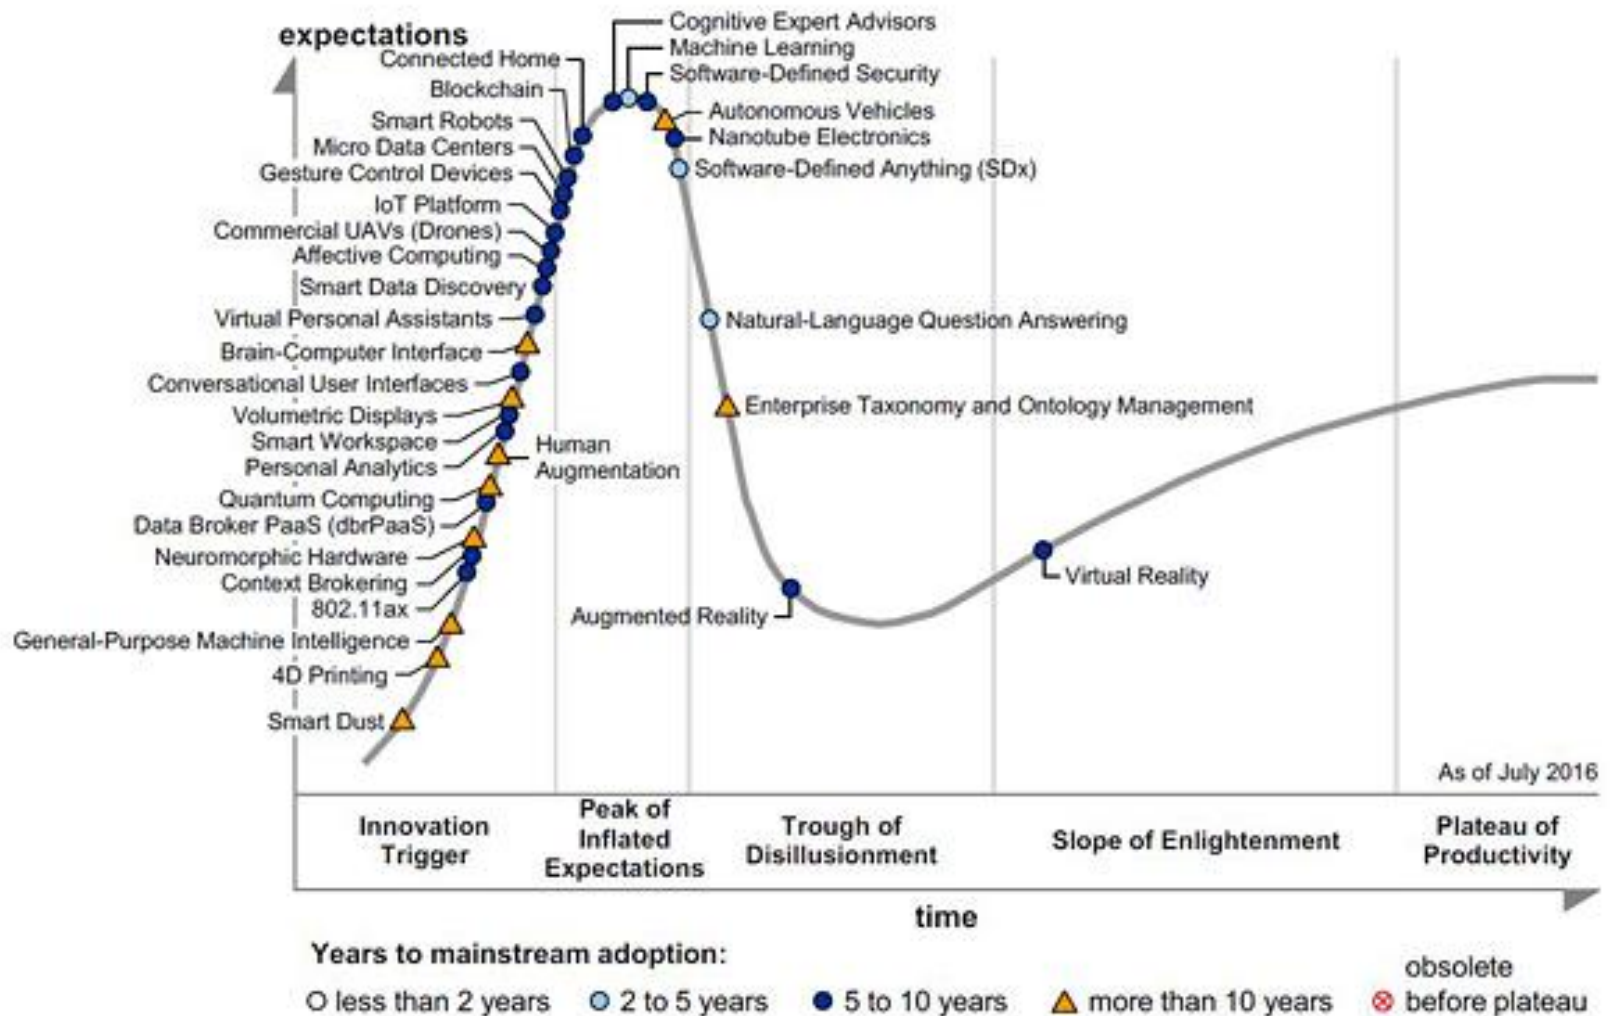 expectations
Cognitive Expert Advisors
Machine Learning
Connected Home
Software-Defined Security
Blockchain
Autonomous Vehicles
Smart Robots
Nanotube Electronics
Micro Data Centers
Software-Defined Anything (SDx)
Gesture Control Devices
IoT Platform
Commercial UAVs (Drones)
Affective Computing
Smart Data Discovery
Virtual Personal Assistants
Natural-Language Question Answering
Brain-Computer Interface
Conversational User Interfaces
Enterprise Taxonomy and Ontology Management
Volumetric Displays
Smart Workspace
Human
Augmentation
Personal Analytics
Quantum Computing
Data Broker PaaS (dbrPaaS)
Neuromorphic Hardware
Context Brokering
Virtual Reality
802.11ax
Augmented Reality
General-Purpose Machine Intelligence
4D Printing
Smart Dust
As of July 2016
Innovation
Trigger
Peak of
Inflated
Expectations
Trough of
Disillusionment
Slope of Enlightenment
Plateau of
Productivity
time
Years to mainstream adoption:
less than 2 years
2 to 5 years
5 to 10 years
more than 10 years
obsolete
before plateau